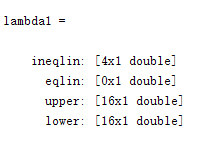 lambda1 =
ineqlin: [4x1 double]
eqlin: [0x1 double]
upper: [16x1 double]
lower: [16x1 double]